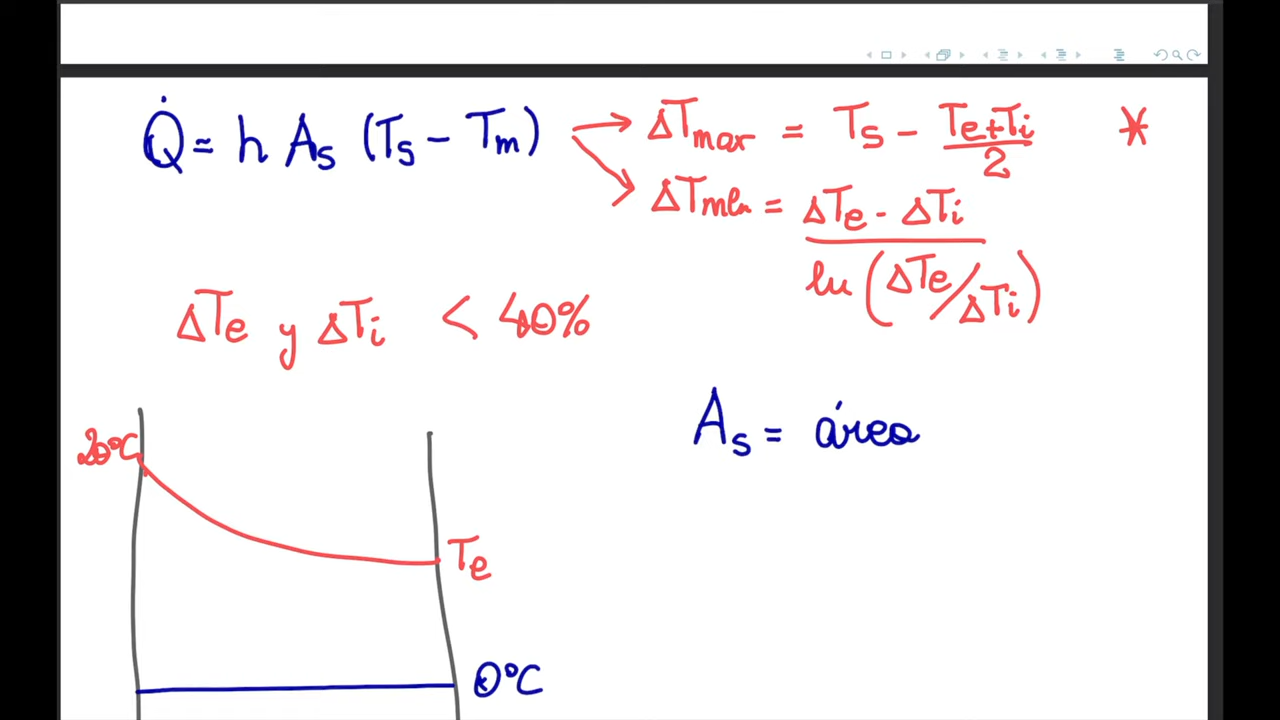 Q̇ = h As (Ts - Tm) → ΔTmar = Ts - (Te+Ti)/2 *
→ ΔTmln = (ΔTe - ΔTi)/ln(ΔTe/ΔTi)
ΔTe y ΔTi < 40%
As = área
20°C
Te
0°C